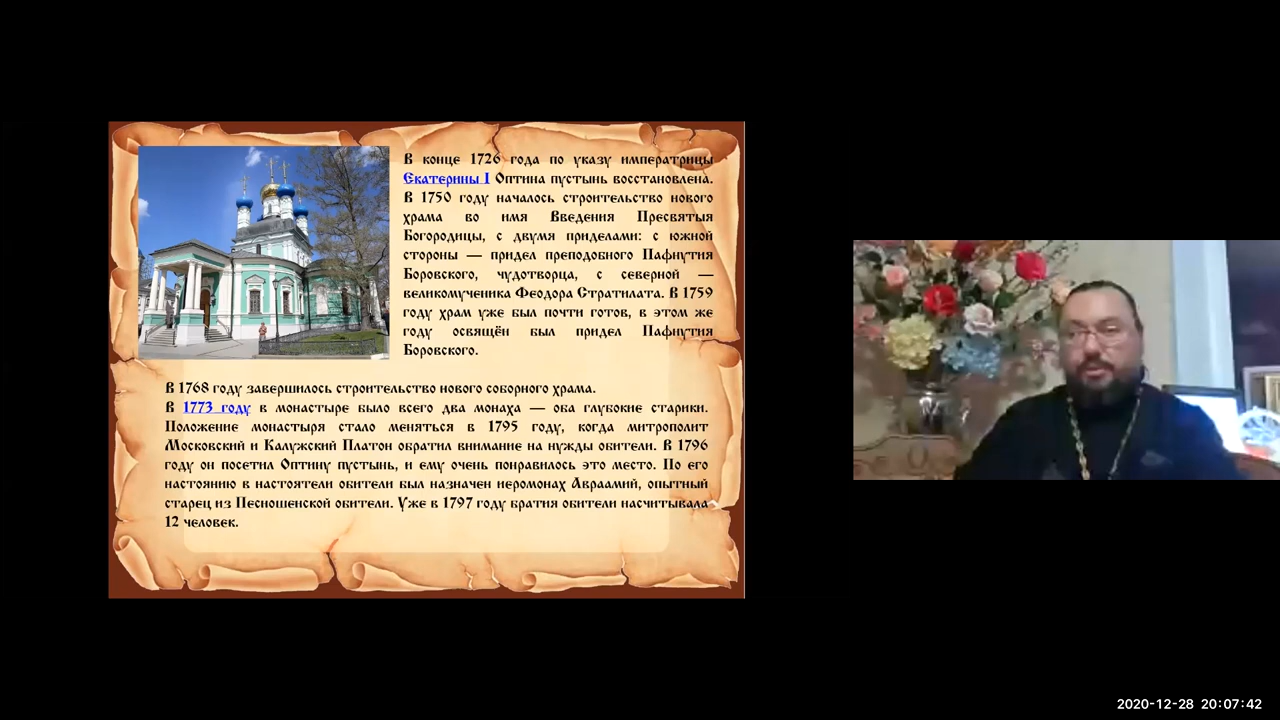 В конце 1726 года по указу императрицы
Екатерины I Оптина пустынь восстановлена.
В 1750 году началось строительство нового
храма во имя Введения Пресвятыя
Богородицы, с двумя приделами: с южной
стороны — придел преподобного Пафнутия
Боровского, чудотворца, с северной —
великомученика Феодора Стратилата. В 1759
году храм уже был почти готов, в этом же
году освящён был придел Пафнутия
Боровского.
В 1768 году завершилось строительство нового соборного храма.
В 1773 году в монастыре было всего два монаха — оба глубокие старики.
Положение монастыря стало меняться в 1795 году, когда митрополит
Московский и Калужский Платон обратил внимание на нужды обители. В 1796
году он посетил Оптину пустынь, и ему очень понравилось это место. По его
настоянию в настоятели обители был назначен иеромонах Авраамий, опытный
старец из Песношенской обители. Уже в 1797 году братия обители насчитывала
12 человек.
2020-12-28 20:07:42